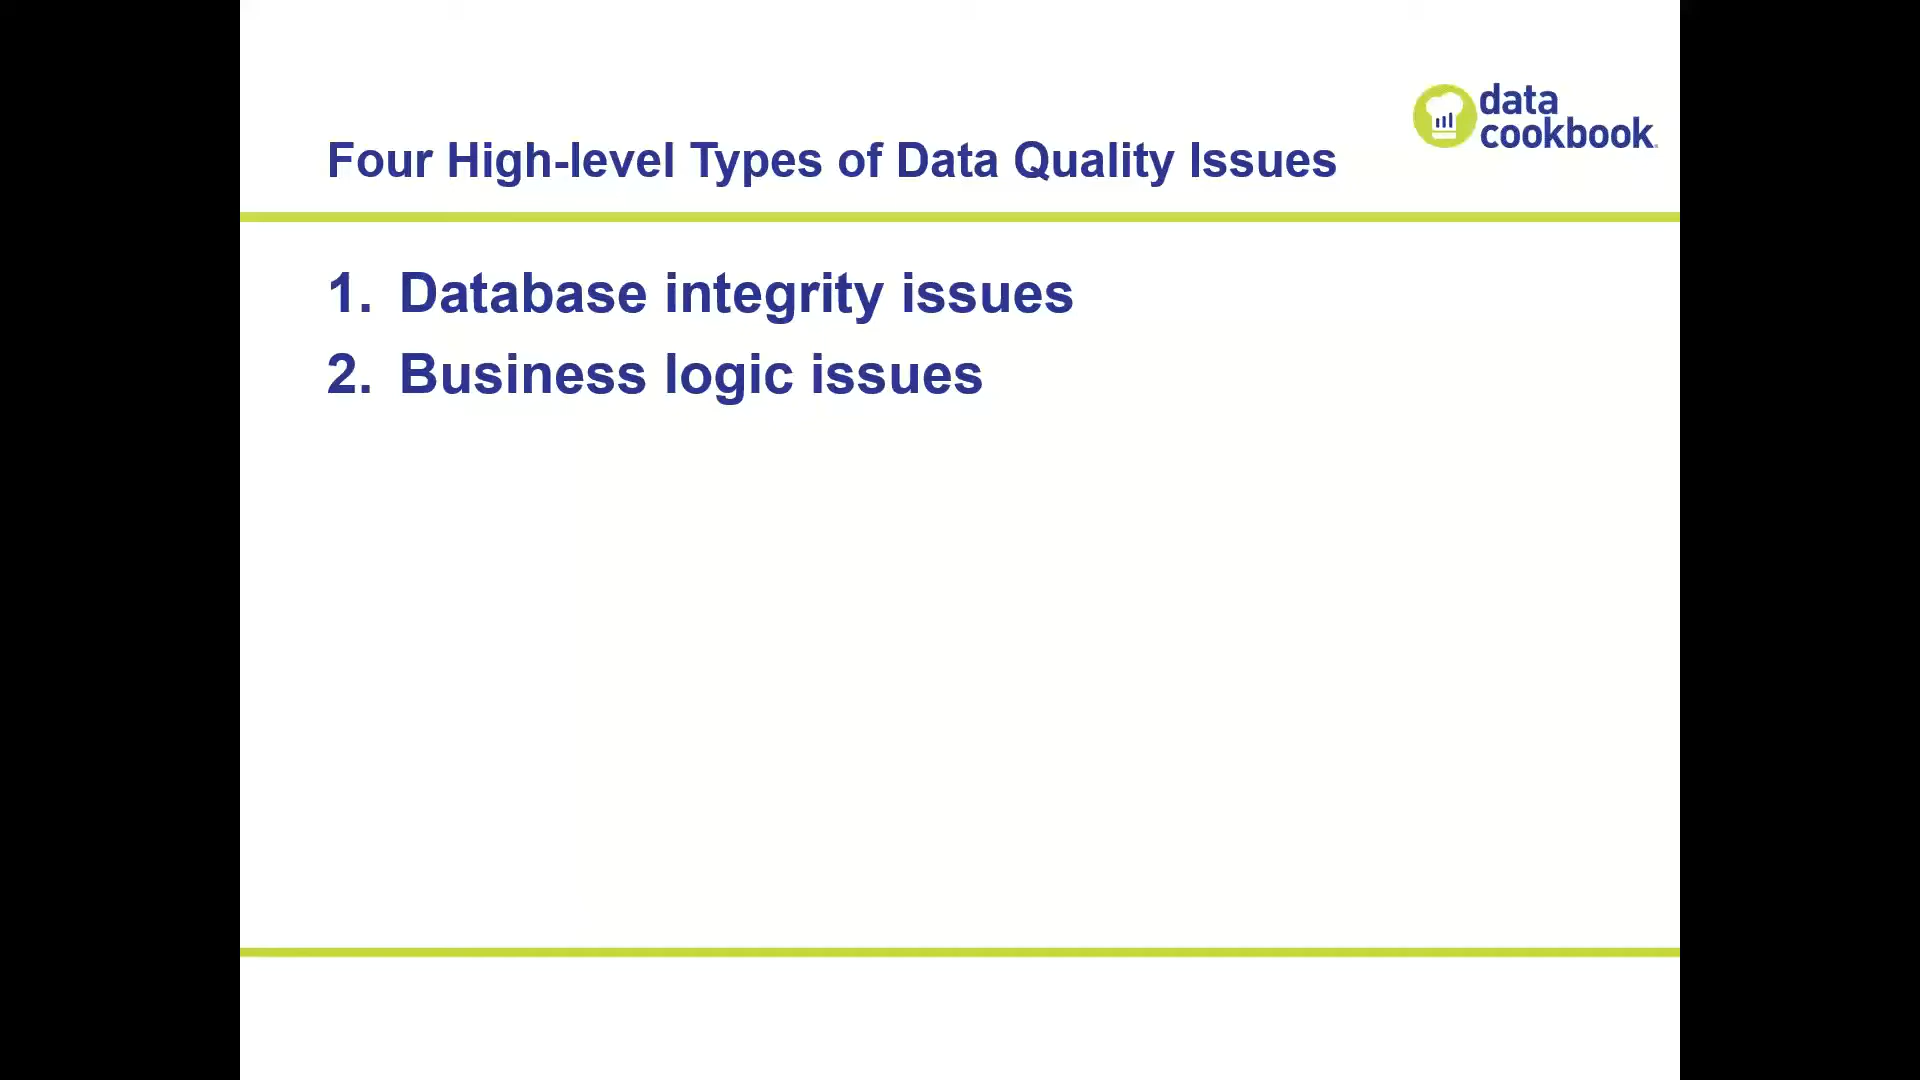 data
cookbook
Four High-level Types of Data Quality Issues
1. Database integrity issues
2. Business logic issues